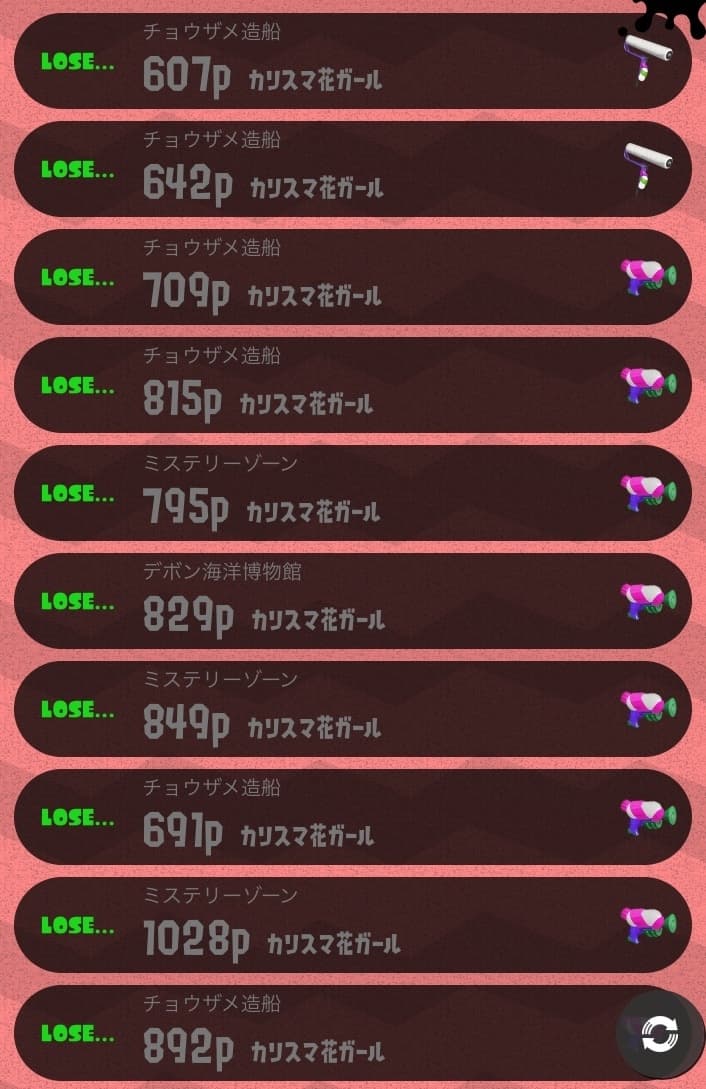 チョウザメ造船
LOSE...
607p カリスマ花ガール
チョウザメ造船
LOSE...
642p カリスマ花ガール
チョウザメ造船
LOSE...
709p カリスマ花ガール
チョウザメ造船
LOSE...
815p カリスマ花ガール
ミステリーゾーン
LOSE...
795p カリスマ花ガール
デボン海洋博物館
LOSE...
829p カリスマ花ガール
ミステリーゾーン
LOSE...
849p カリスマ花ガール
チョウザメ造船
LOSE...
691p カリスマ花ガール
ミステリーゾーン
LOSE...
1028p カリスマ花ガール
チョウザメ造船
LOSE...
892p カリスマ花ガール